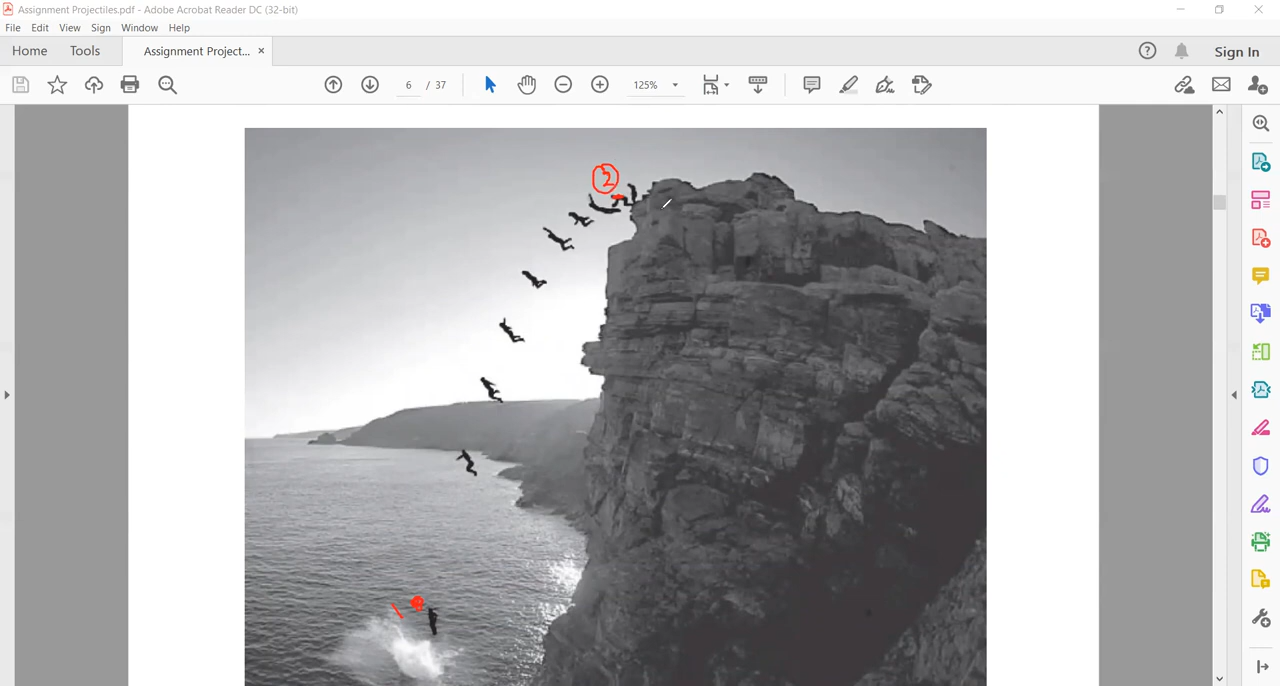 Assignment Projectiles.pdf - Adobe Acrobat Reader DC (32-bit)
File Edit View Sign Window Help
Home Tools Assignment Project... × Sign In
6 / 37 125%
2